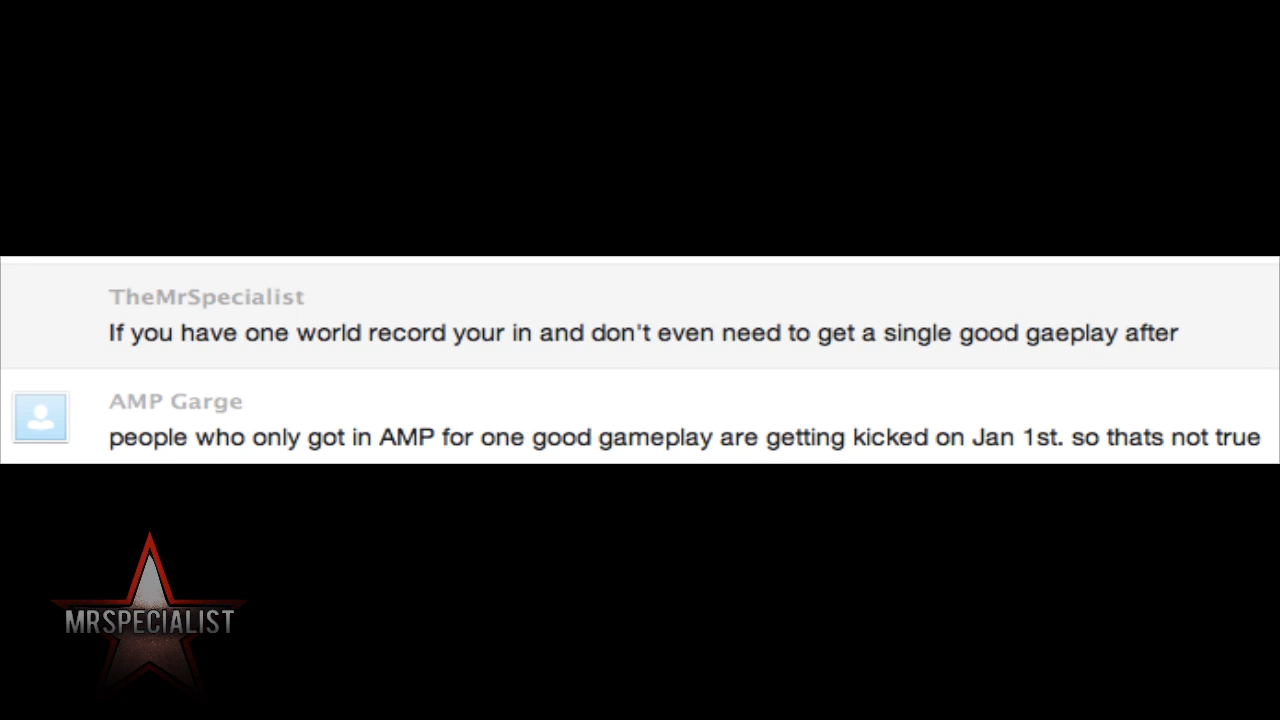 TheMrSpecialist
If you have one world record your in and don't even need to get a single good gaeplay after
AMP Garge
people who only got in AMP for one good gameplay are getting kicked on Jan 1st. so thats not true
MRSPECIALIST